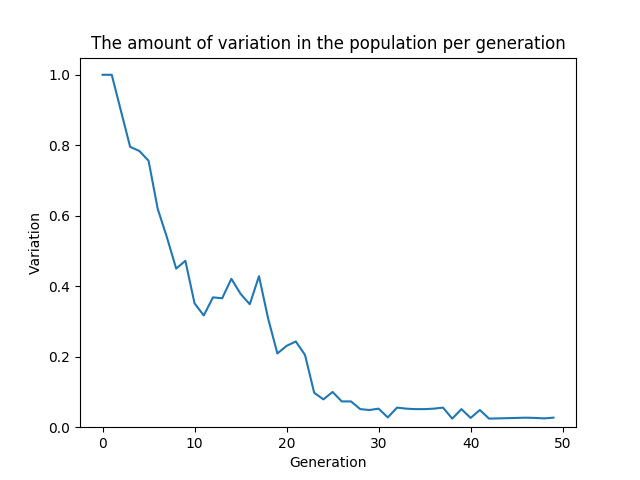 The amount of variation in the population per generation
1.0
0.8
0.6
0.4
0.2
0.0
Variation
0 10 20 30 40 50
Generation